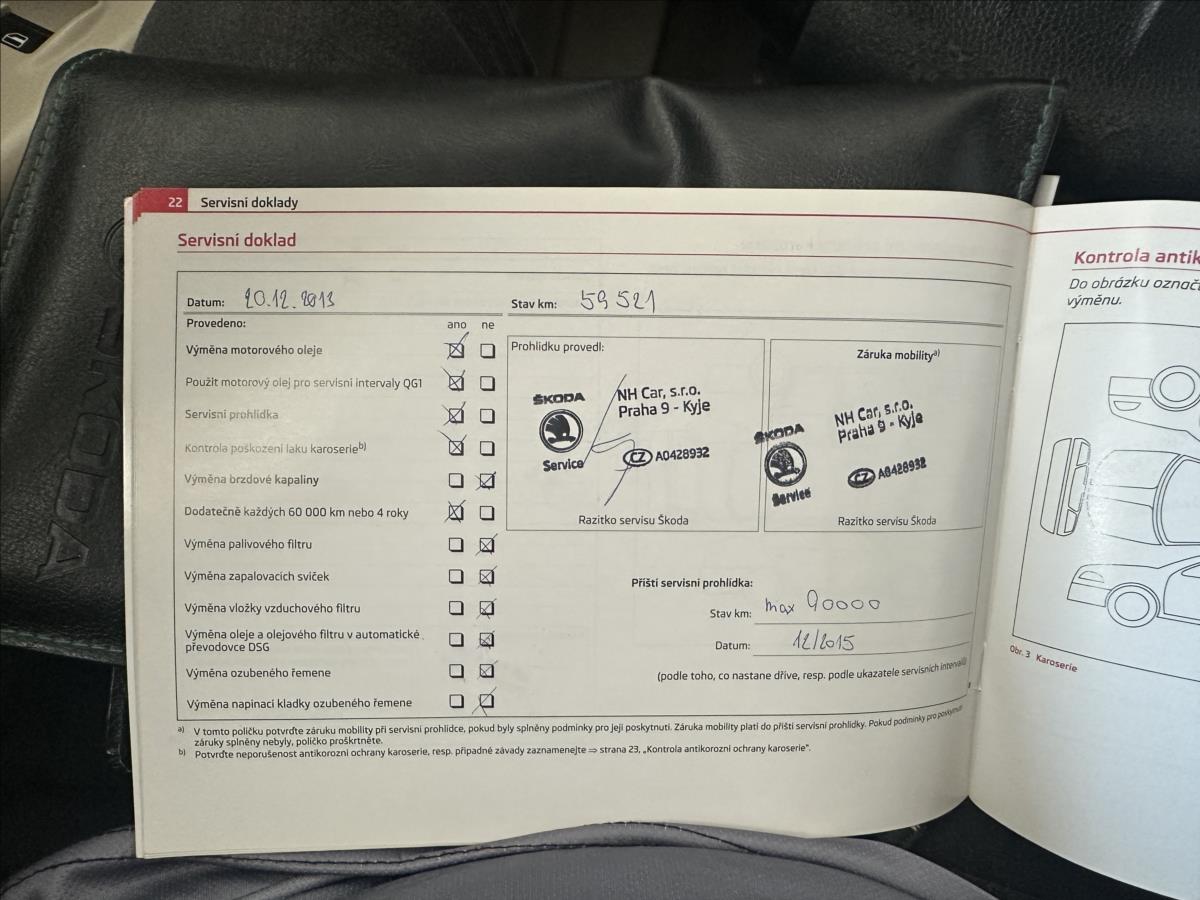 22 Servisní doklady
Servisní doklad
Datum: 20.12.2013 Stav km: 59 521
Provedeno: ano ne
Výměna motorového oleje
Použit motorový olej pro servisní intervaly QG1
Servisní prohlídka
Kontrola poškození laku karoserieb)
Výměna brzdové kapaliny
Dodatečně každých 60 000 km nebo 4 roky
Výměna palivového filtru
Výměna zapalovacích svíček
Výměna vložky vzduchového filtru
Výměna oleje a olejového filtru v automatické
převodovce DSG
Výměna ozubeného řemene
Výměna napínací kladky ozubeného řemene
Prohlídku provedl:
ŠKODA
Service
NH Car, s.r.o.
Praha 9 - Kyje
CZ A0428932
Razítko servisu Škoda
Záruka mobilitya)
ŠKODA
Service
NH Car, s.r.o.
Praha 9 - Kyje
CZ A0428932
Razítko servisu Škoda
Příští servisní prohlídka:
Stav km: max 90000
Datum: 12/2015
(podle toho, co nastane dříve, resp. podle ukazatele servisních intervalů)
a) V tomto políčku potvrďte záruku mobility při servisní prohlídce, pokud byly splněny podmínky pro její poskytnutí. Záruka mobility platí do příští servisní prohlídky. Pokud podmínky pro poskytnutí
záruky splněny nebyly, políčko proškrtněte.
b) Potvrďte neporušenost antikorozní ochrany karoserie, resp. případné závady zaznamenejte ⇒ strana 23, „Kontrola antikorozní ochrany karoserie".
Kontrola antik
Do obrázku označt
výměnu.
Obr. 3 Karoserie
ŠKODA